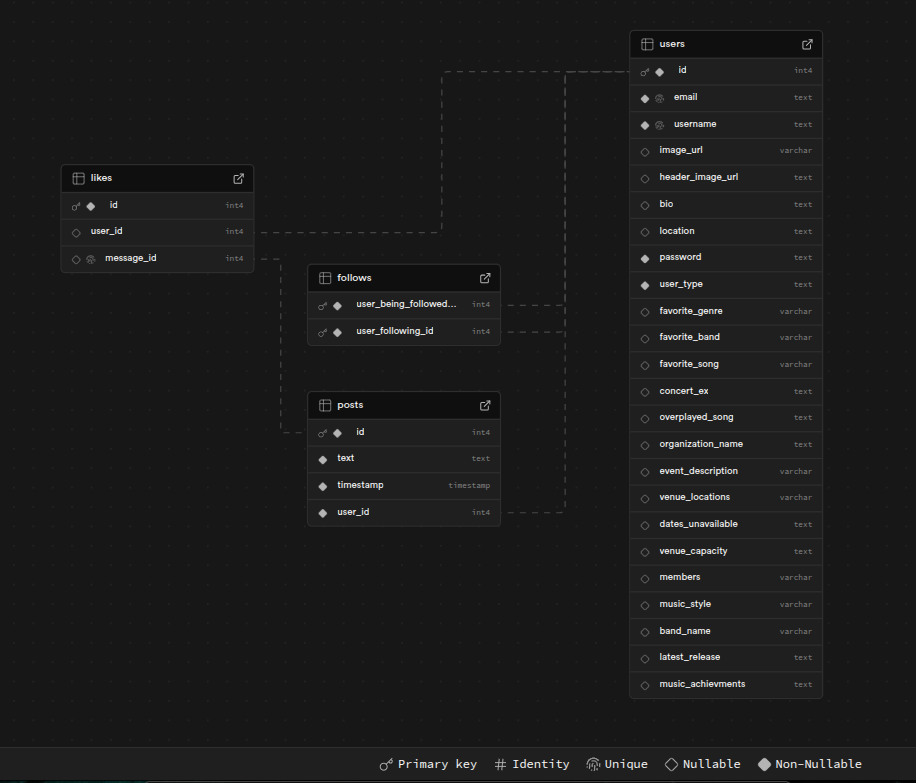 users
id int4
email text
username text
image_url varchar
header_image_url text
bio text
location text
password text
user_type text
favorite_genre varchar
favorite_band varchar
favorite_song varchar
concert_ex text
overplayed_song text
organization_name text
event_description varchar
venue_locations varchar
dates_unavailable text
venue_capacity text
members varchar
music_style varchar
band_name varchar
latest_release text
music_achievments text
likes
id int4
user_id int4
message_id int4
follows
user_being_followed... int4
user_following_id int4
posts
id int4
text text
timestamp timestamp
user_id int4
Primary key Identity Unique Nullable Non-Nullable